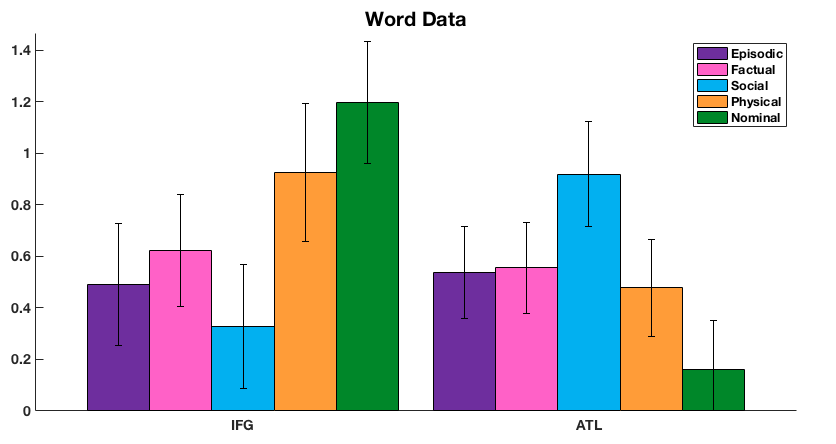 Word Data
1.4
1.2
1
0.8
0.6
0.4
0.2
0
Episodic
Factual
Social
Physical
Nominal
IFG
ATL